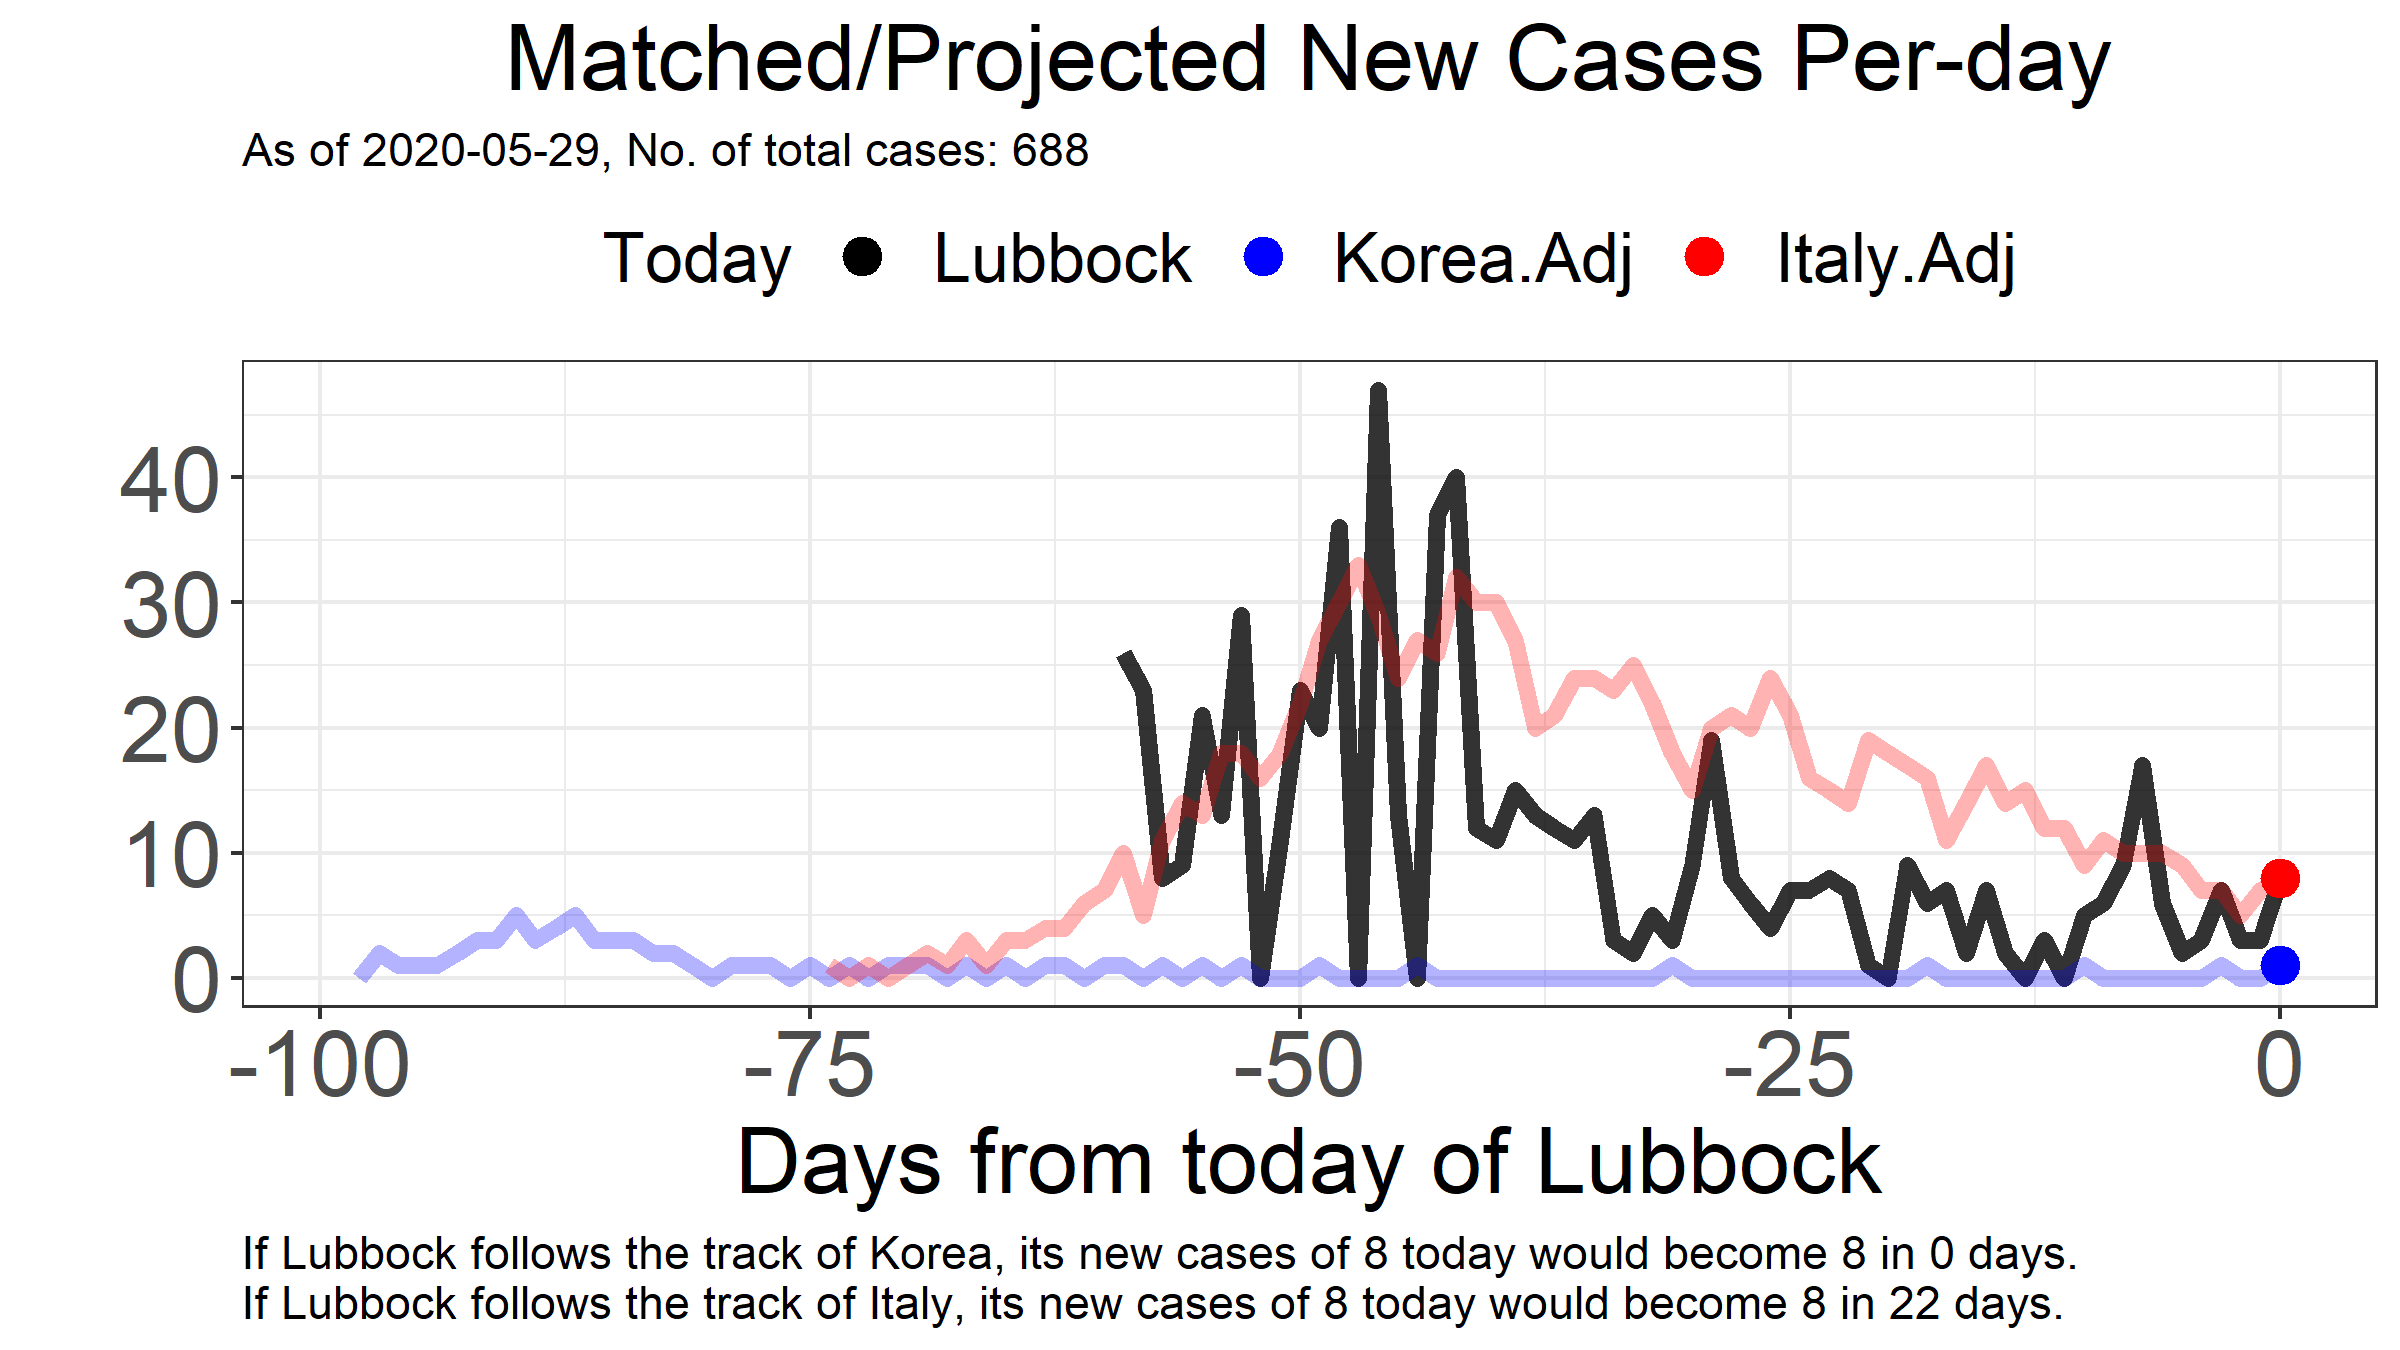 Matched/Projected New Cases Per-day
As of 2020-05-29, No. of total cases: 688
Today Lubbock Korea.Adj Italy.Adj
40
30
20
10
0
-100 -75 -50 -25 0
Days from today of Lubbock
If Lubbock follows the track of Korea, its new cases of 8 today would become 8 in 0 days.
If Lubbock follows the track of Italy, its new cases of 8 today would become 8 in 22 days.